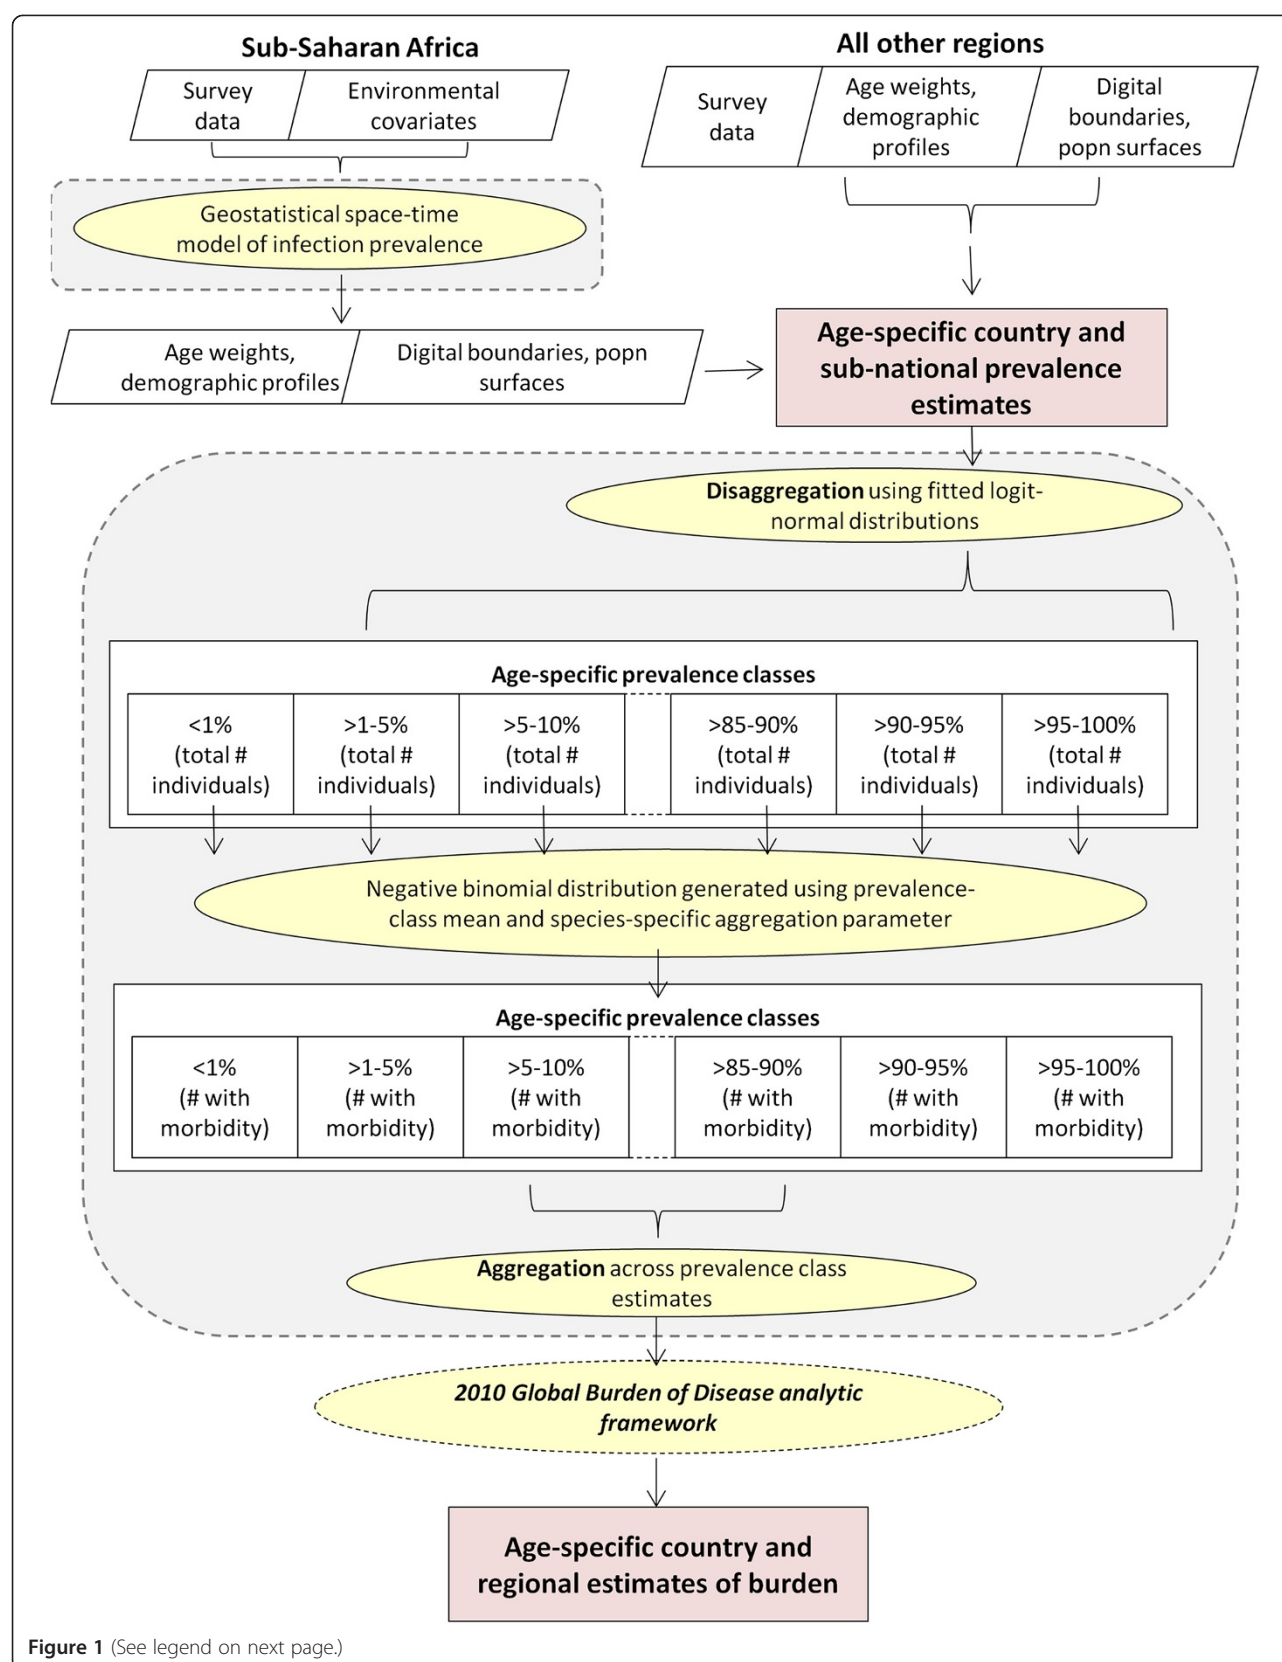 Sub-Saharan Africa
All other regions
Survey
data
Environmental
covariates
Survey
data
Age weights,
demographic
profiles
Digital
boundaries,
popn surfaces
Geostatistical space-time
model of infection prevalence
Age weights,
demographic profiles
Digital boundaries, popn
surfaces
Age-specific country and
sub-national prevalence
estimates
Disaggregation using fitted logit-
normal distributions
Age-specific prevalence classes
<1%
(total #
individuals)
>1-5%
(total #
individuals)
>5-10%
(total #
individuals)
>85-90%
(total #
individuals)
>90-95%
(total #
individuals)
>95-100%
(total #
individuals)
Negative binomial distribution generated using prevalence-
class mean and species-specific aggregation parameter
Age-specific prevalence classes
<1%
(# with
morbidity)
>1-5%
(# with
morbidity)
>5-10%
(# with
morbidity)
>85-90%
(# with
morbidity)
>90-95%
(# with
morbidity)
>95-100%
(# with
morbidity)
Aggregation across prevalence class
estimates
2010 Global Burden of Disease analytic
framework
Age-specific country and
regional estimates of burden
Figure 1 (See legend on next page.)